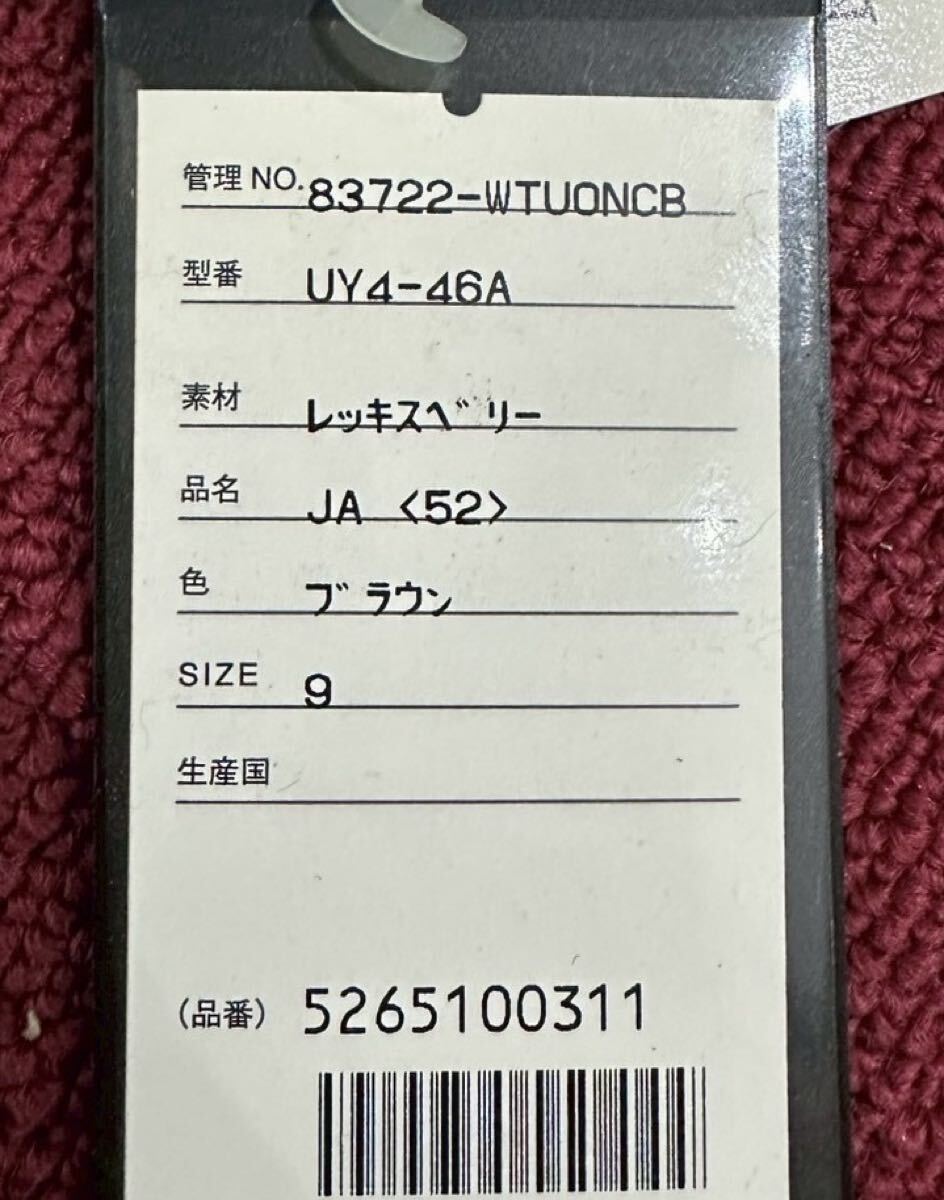 管理 NO. 83722-WTUONCB
型番 UY4-46A
素材 レッキスベリー
品名 JA <52>
色 ブラウン
SIZE 9
生産国
(品番) 5265100311